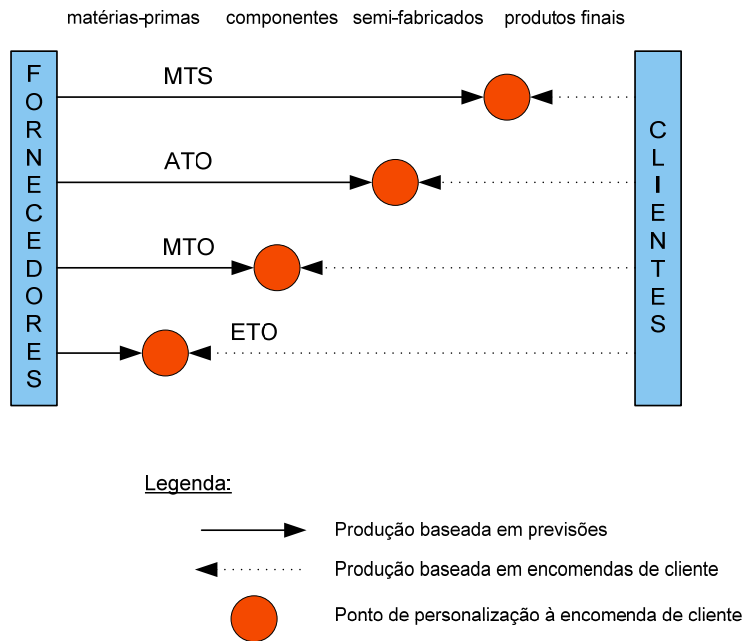 matérias-primas componentes semi-fabricados produtos finais
FORNECEDORES
MTS
ATO
MTO
ETO
CLIENTES
Legenda:
Produção baseada em previsões
Produção baseada em encomendas de cliente
Ponto de personalização à encomenda de cliente